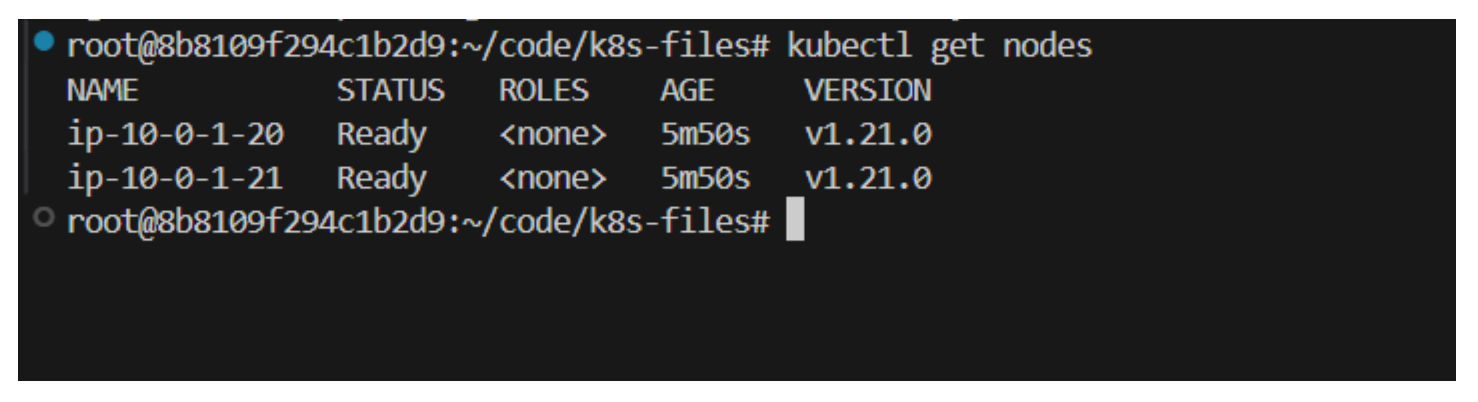 root@8b8109f294c1b2d9:~/code/k8s-files# kubectl get nodes
NAME STATUS ROLES AGE VERSION
ip-10-0-1-20 Ready <none> 5m50s v1.21.0
ip-10-0-1-21 Ready <none> 5m50s v1.21.0
root@8b8109f294c1b2d9:~/code/k8s-files#